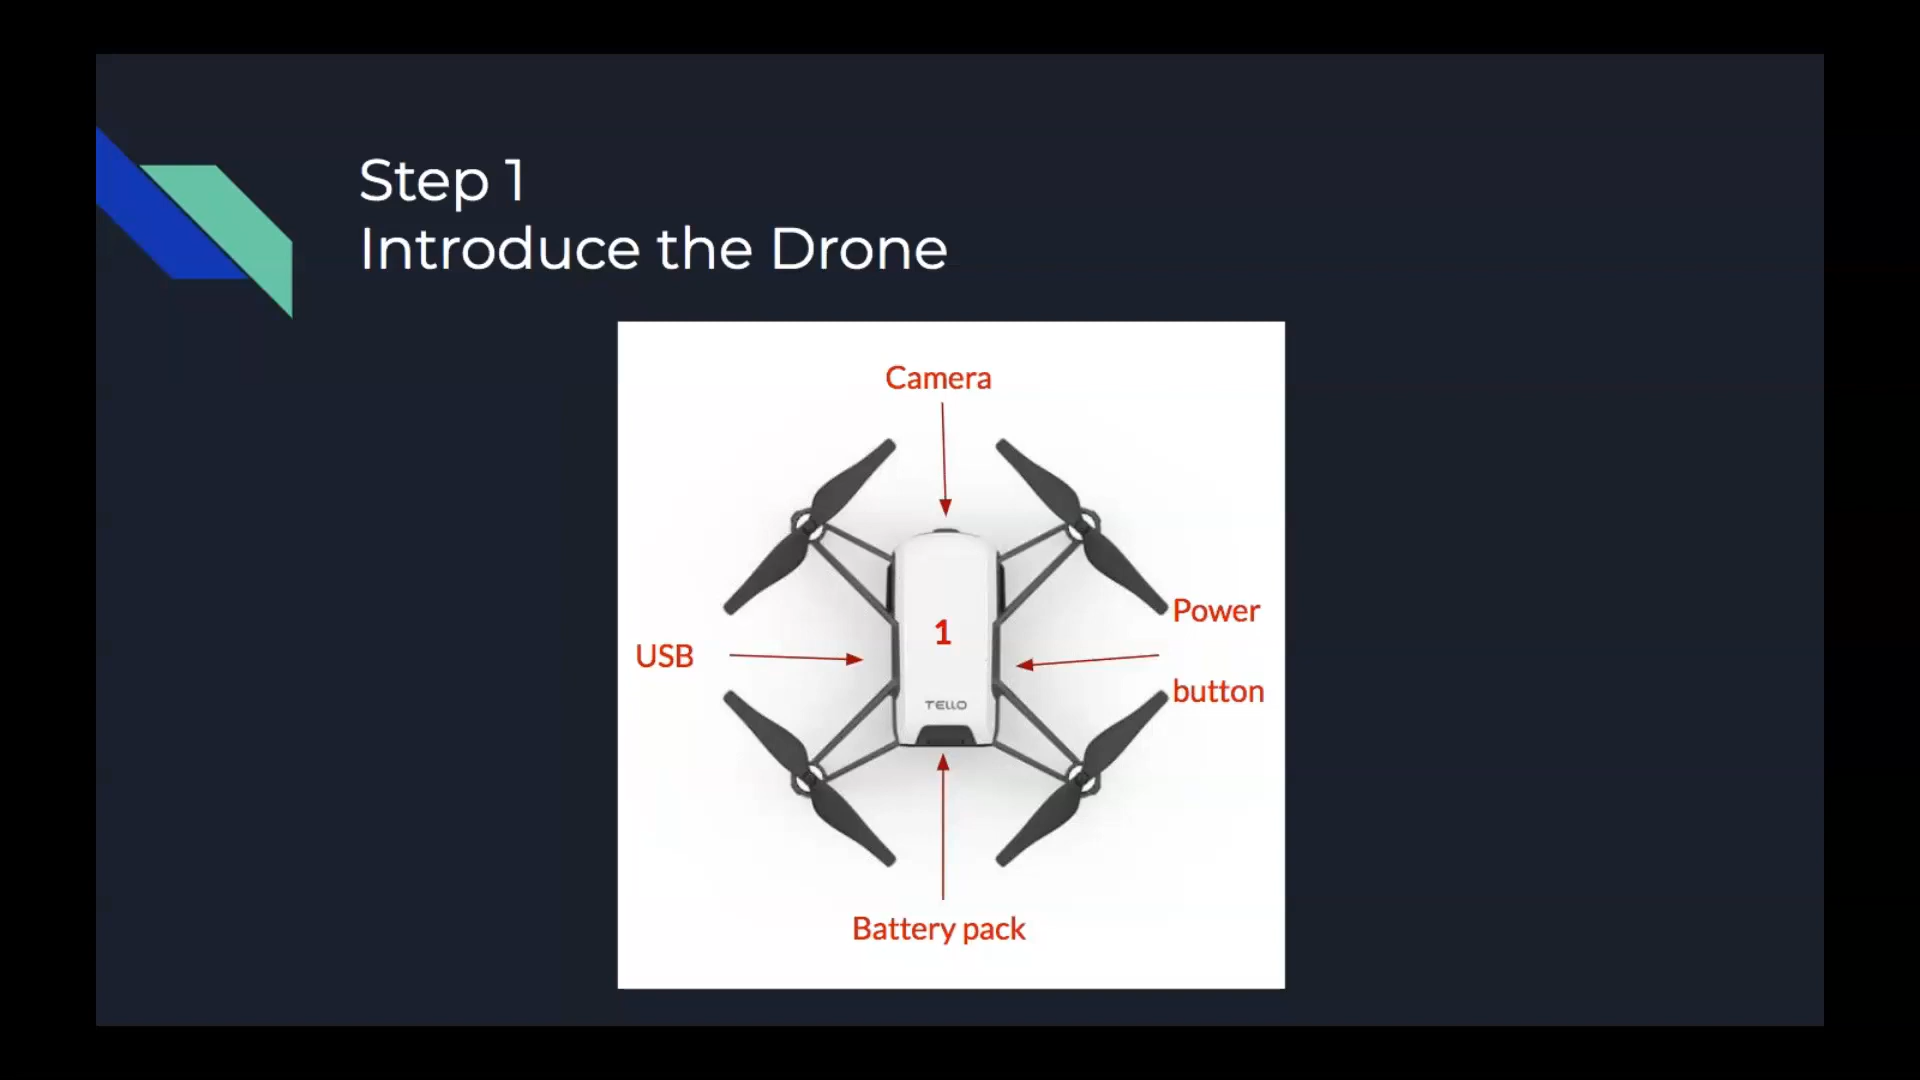 Step 1
Introduce the Drone
Camera
Power
1
USB
button
TELLO
Battery pack